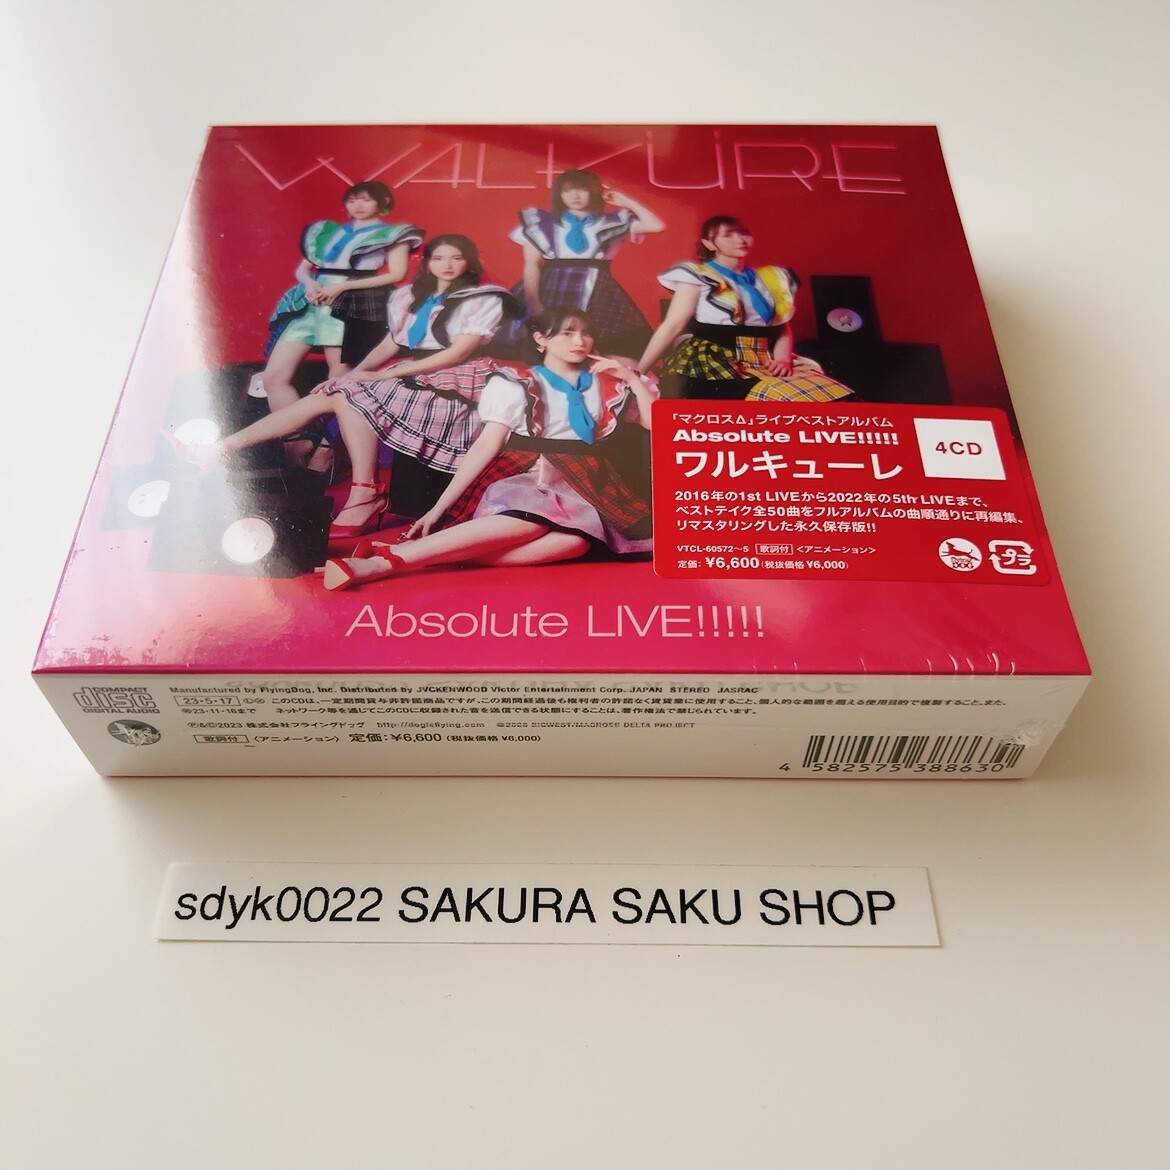 WALKÜRE
「マクロスΔ」ライブベストアルバム
Absolute LIVE!!!!!
ワルキューレ
4CD
2016年の1st LIVEから2022年の5th LIVEまで、
ベストテイク全50曲をフルアルバムの曲順通りに再編集、
リマスタリングした永久保存版!!
VTCL-60572～5 歌詞付 <アニメーション>
定価: ¥6,600 (税抜価格 ¥6,000)
DOG
プラ
Absolute LIVE!!!!!
COMPACT disc DIGITAL AUDIO
Manufactured by FlyingDog, Inc. Distributed by JVCKENWOOD Victor Entertainment Corp. JAPAN STEREO JASRAC
23・5・17 このCDは、一定期間貸与非許諾商品ですが、この期間経過後も権利者の許諾なく賃貸業に使用すること、個人的な範囲を超える使用目的で複製すること、また、
23・11・16まで ネットワーク等を通じてこのCDに収録された音を送信できる状態にすることは、著作権法で禁じられています。
Ⓟ&©2023 株式会社フライングドッグ ©2023 BIGWEST/MACROSS DELTA PROJECT
歌詞付 〈アニメーション〉 定価: ¥6,600 (税抜価格 ¥6,000)
4 582575 388630
sdyk0022 SAKURA SAKU SHOP